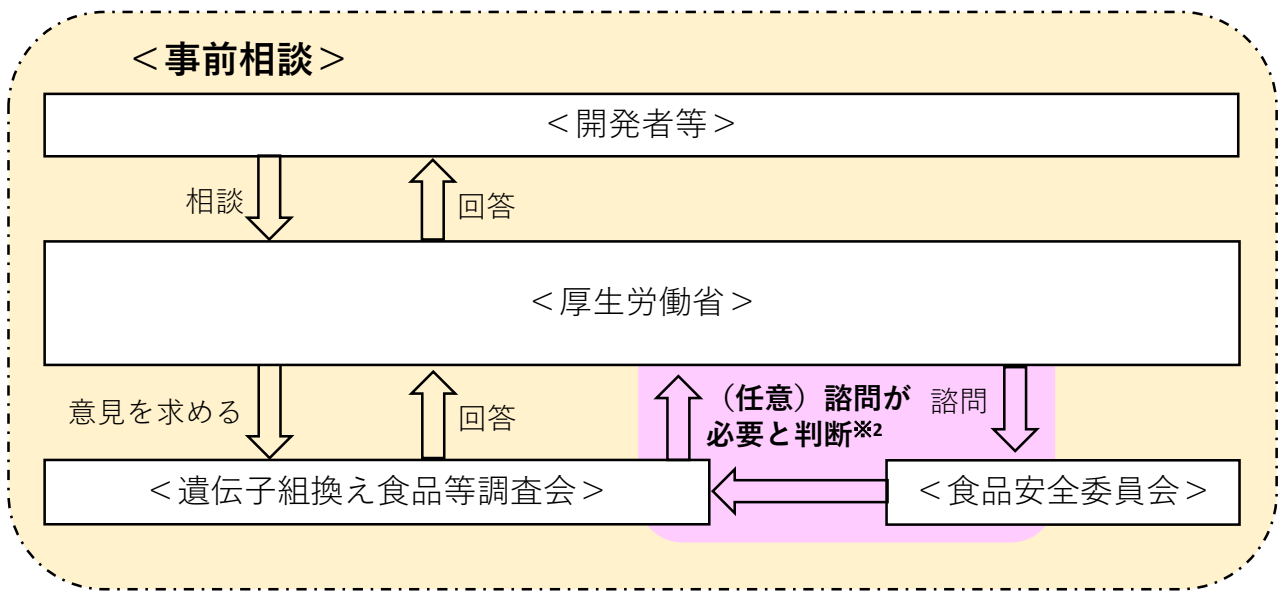 ＜事前相談＞
＜開発者等＞
相談
回答
＜厚生労働省＞
意見を求める
回答
（任意）諮問が
必要と判断※2
諮問
＜遺伝子組換え食品等調査会＞
＜食品安全委員会＞